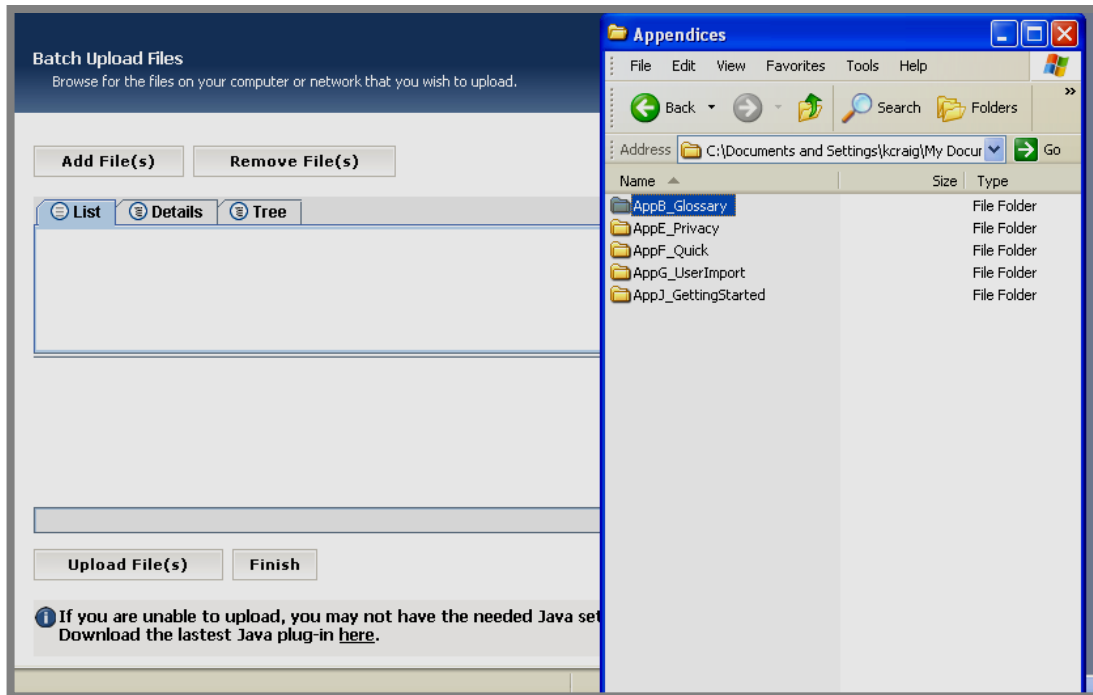 Batch Upload Files
Browse for the files on your computer or network that you wish to upload.
Add File(s) Remove File(s)
List Details Tree
Upload File(s) Finish
If you are unable to upload, you may not have the needed Java set
Download the lastest Java plug-in here.
Appendices
File Edit View Favorites Tools Help
Back Search Folders »
Address C:\Documents and Settings\kcraig\My Docur Go
Name Size Type
AppB_Glossary File Folder
AppE_Privacy File Folder
AppF_Quick File Folder
AppG_UserImport File Folder
AppJ_GettingStarted File Folder